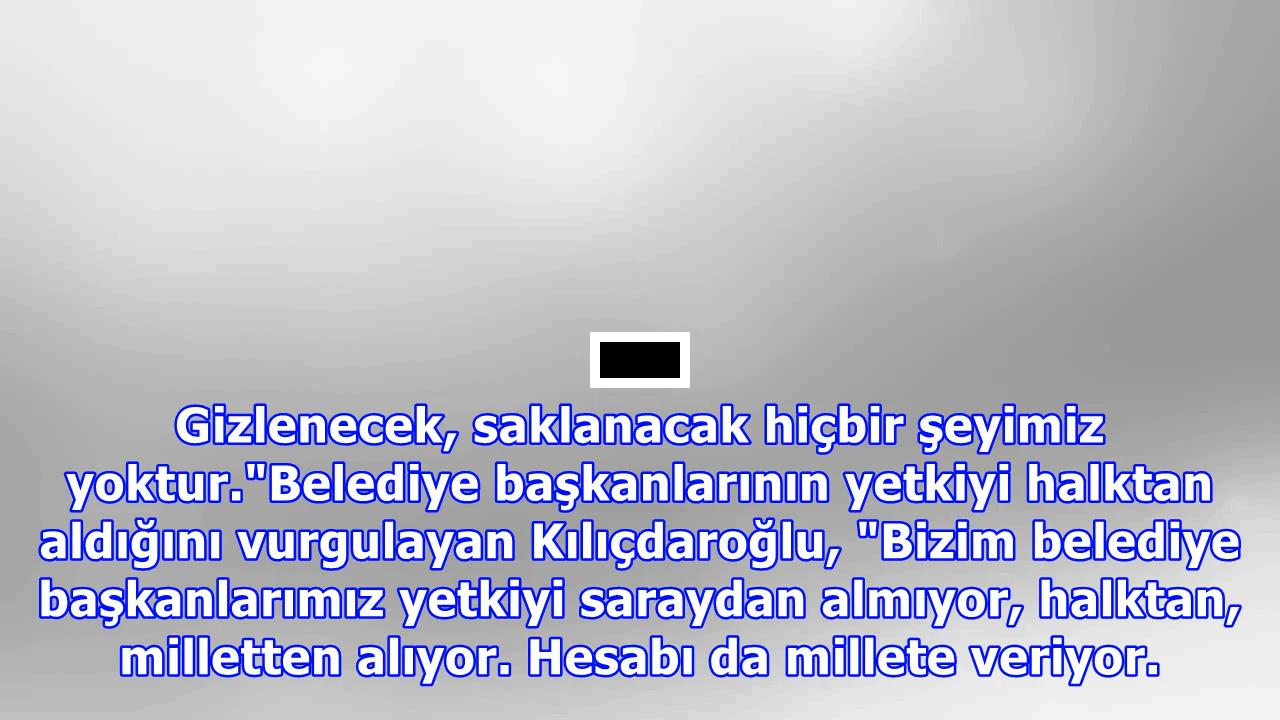 Gizlenecek, saklanacak hiçbir şeyimiz
yoktur."Belediye başkanlarının yetkiyi halktan
aldığını vurgulayan Kılıçdaroğlu, "Bizim belediye
başkanlarımız yetkiyi saraydan almıyor, halktan,
milletten alıyor. Hesabı da millete veriyor.